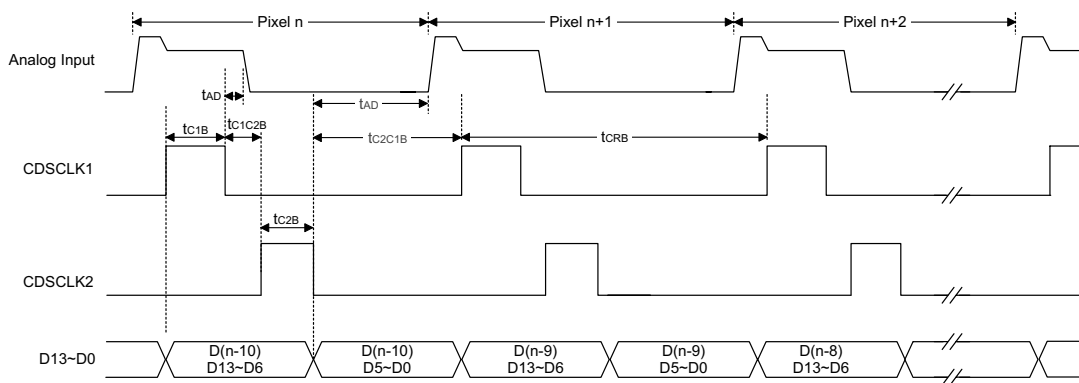 Pixel n
Pixel n+1
Pixel n+2
Analog Input
tAD
tAD
tC1B
tC1C2B
tC2C1B
tCRB
CDSCLK1
tC2B
CDSCLK2
D13~D0
D(n-10)
D13~D6
D(n-10)
D5~D0
D(n-9)
D13~D6
D(n-9)
D5~D0
D(n-8)
D13~D6